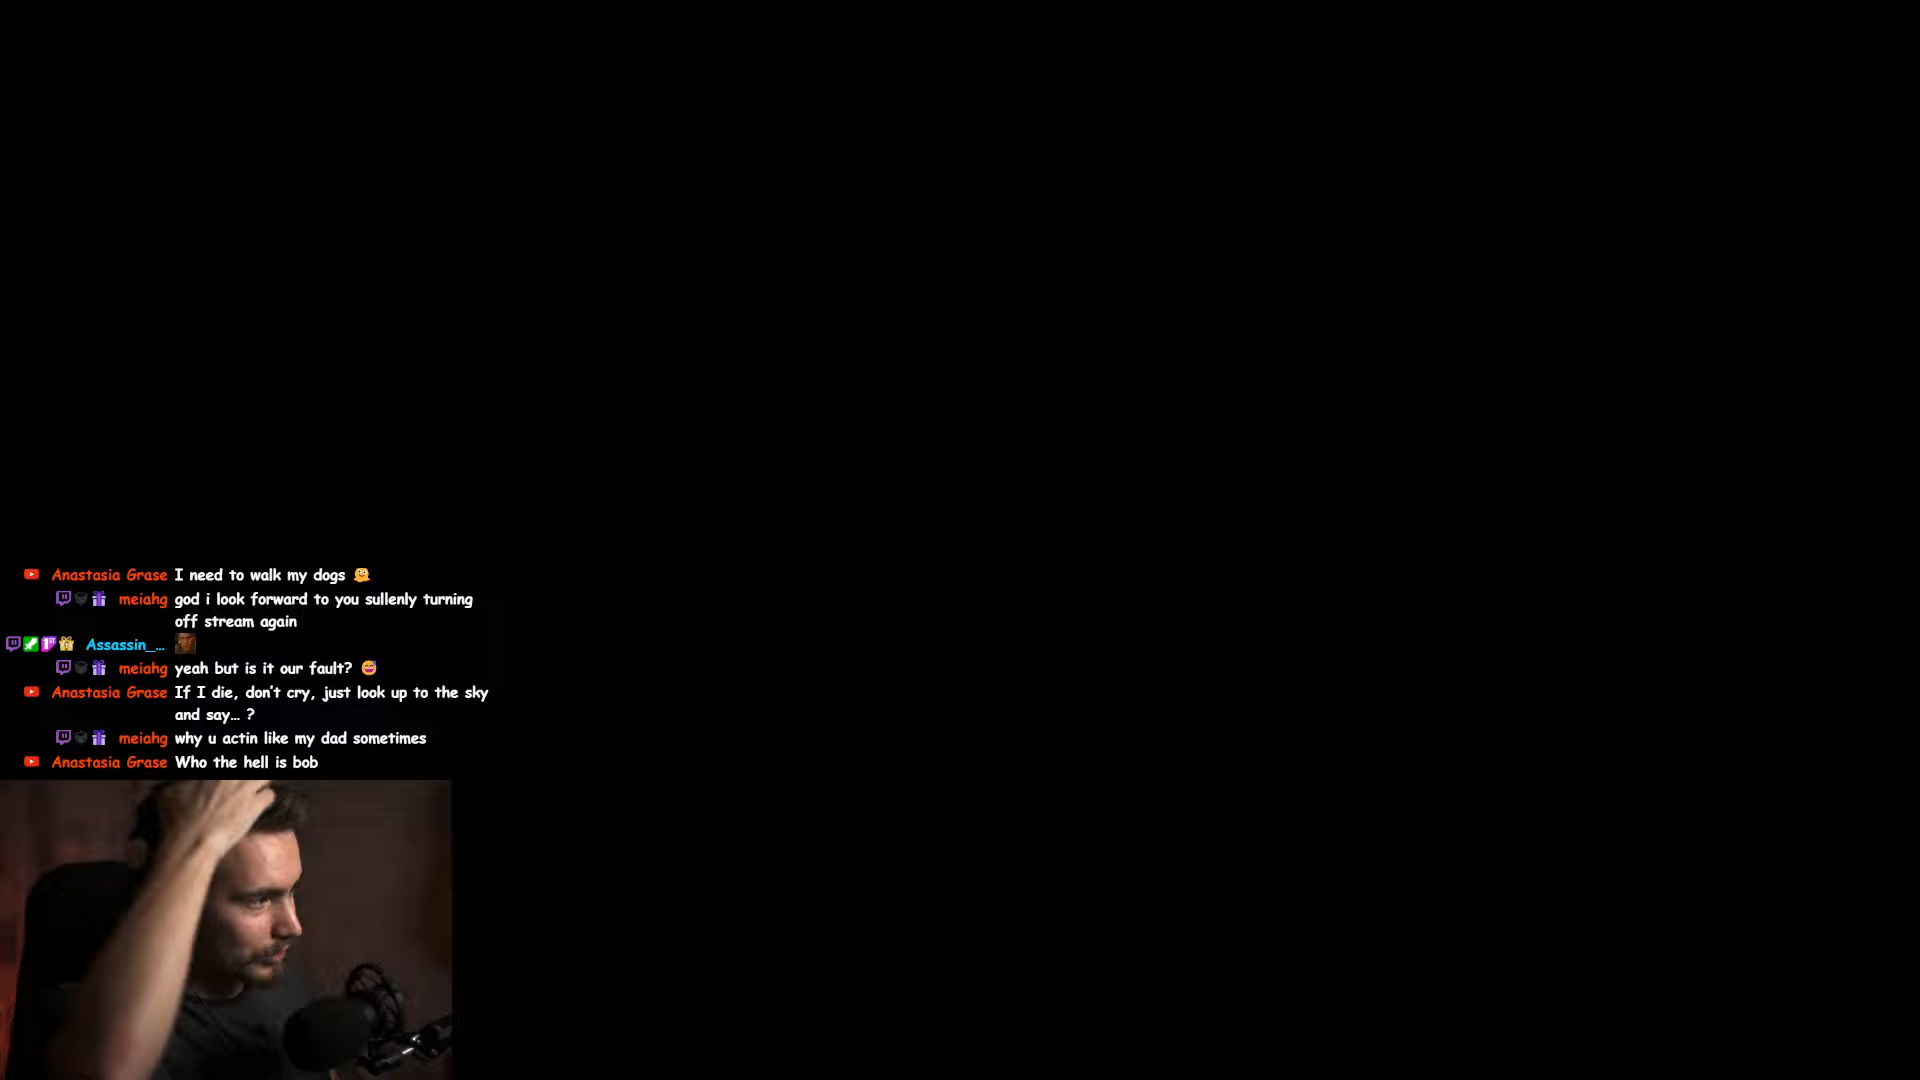 Anastasia Grase I need to walk my dogs
meiahg god i look forward to you sullenly turning
off stream again
Assassin_...
meiahg yeah but is it our fault?
Anastasia Grase If I die, don't cry, just look up to the sky
and say... ?
meiahg why u actin like my dad sometimes
Anastasia Grase Who the hell is bob